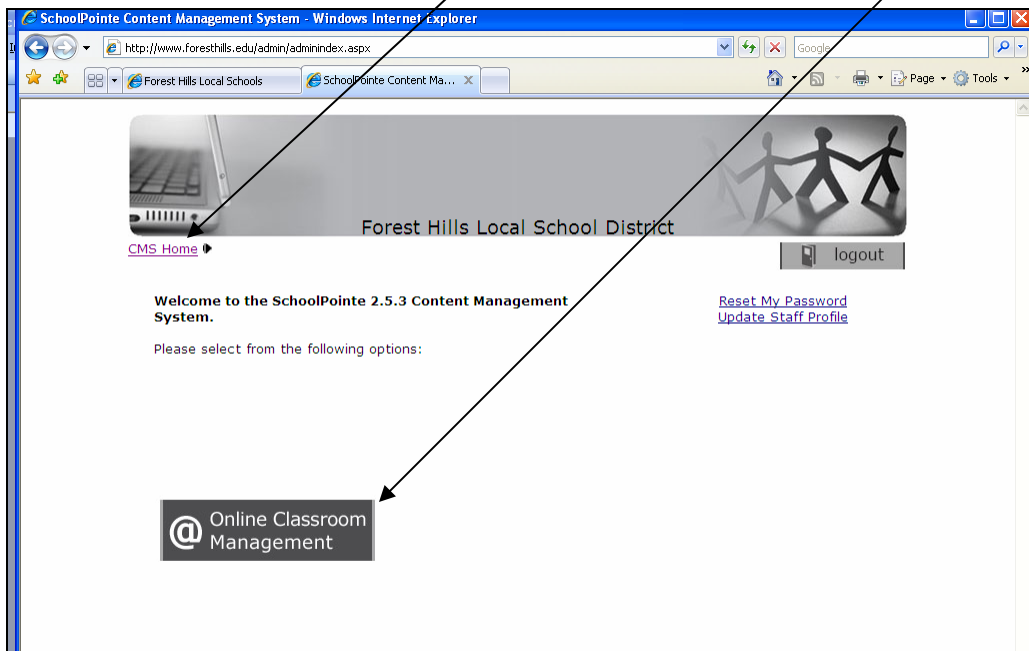 SchoolPointe Content Management System - Windows Internet Explorer
http://www.foresthills.edu/admin/adminindex.aspx
Google
Forest Hills Local Schools
SchoolPointe Content Ma...
Page
Tools
Forest Hills Local School District
CMS Home
logout
Welcome to the SchoolPointe 2.5.3 Content Management
System.
Reset My Password
Update Staff Profile
Please select from the following options:
@ Online Classroom
Management